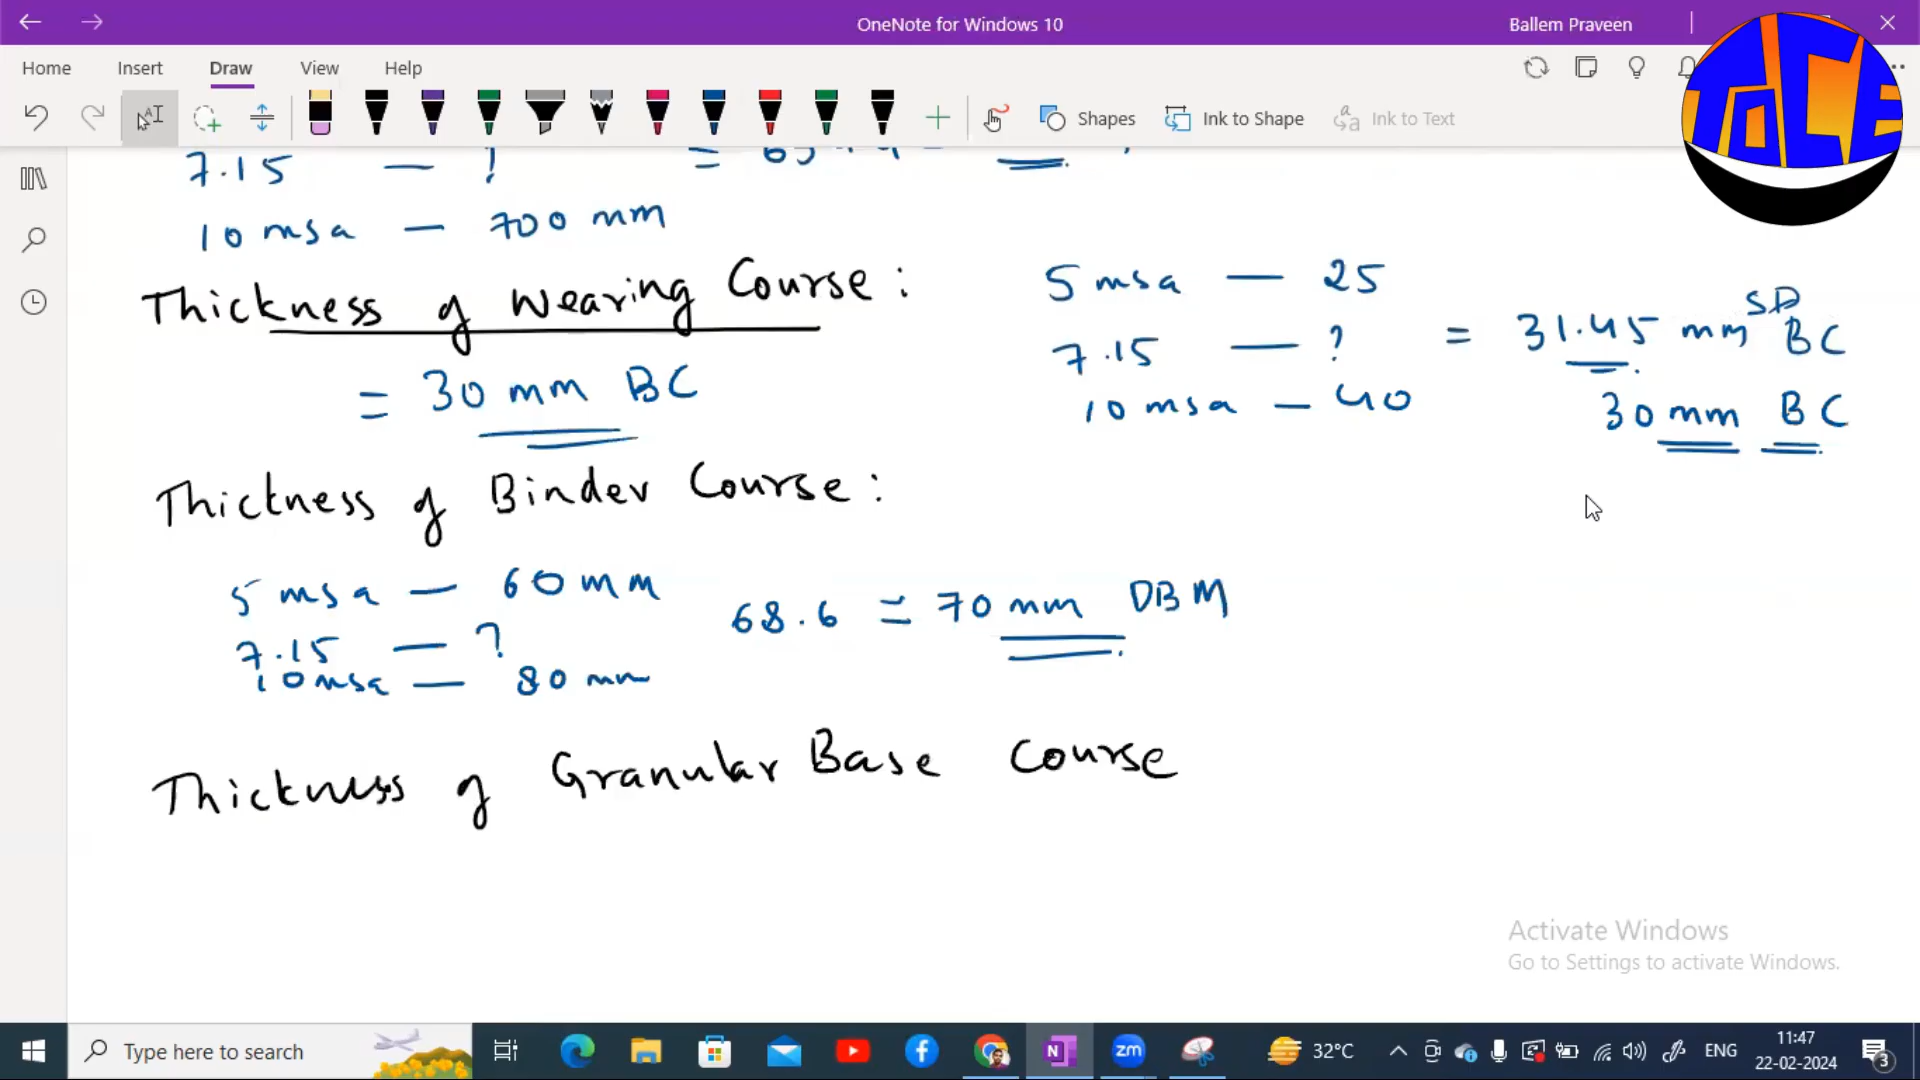 OneNote for Windows 10
Ballem Praveen
Home Insert Draw View Help
Shapes Ink to Shape Ink to Text
TOCE
7.15 — ?
10 msa — 700 mm
Thickness of Wearing Course :
= 30 mm BC
5 msa — 25
7.15 — ? = 31.45 mm SD BC
10 msa — 40
30 mm BC
Thictness of Binder Course :
5 msa — 60 mm
7.15 — ?
10 msa — 80 mm
68.6 = 70 mm DBM
Thickness of Granular Base Course
Activate Windows
Go to Settings to activate Windows.
Type here to search
zm
32°C
ENG
11:47
22-02-2024
3